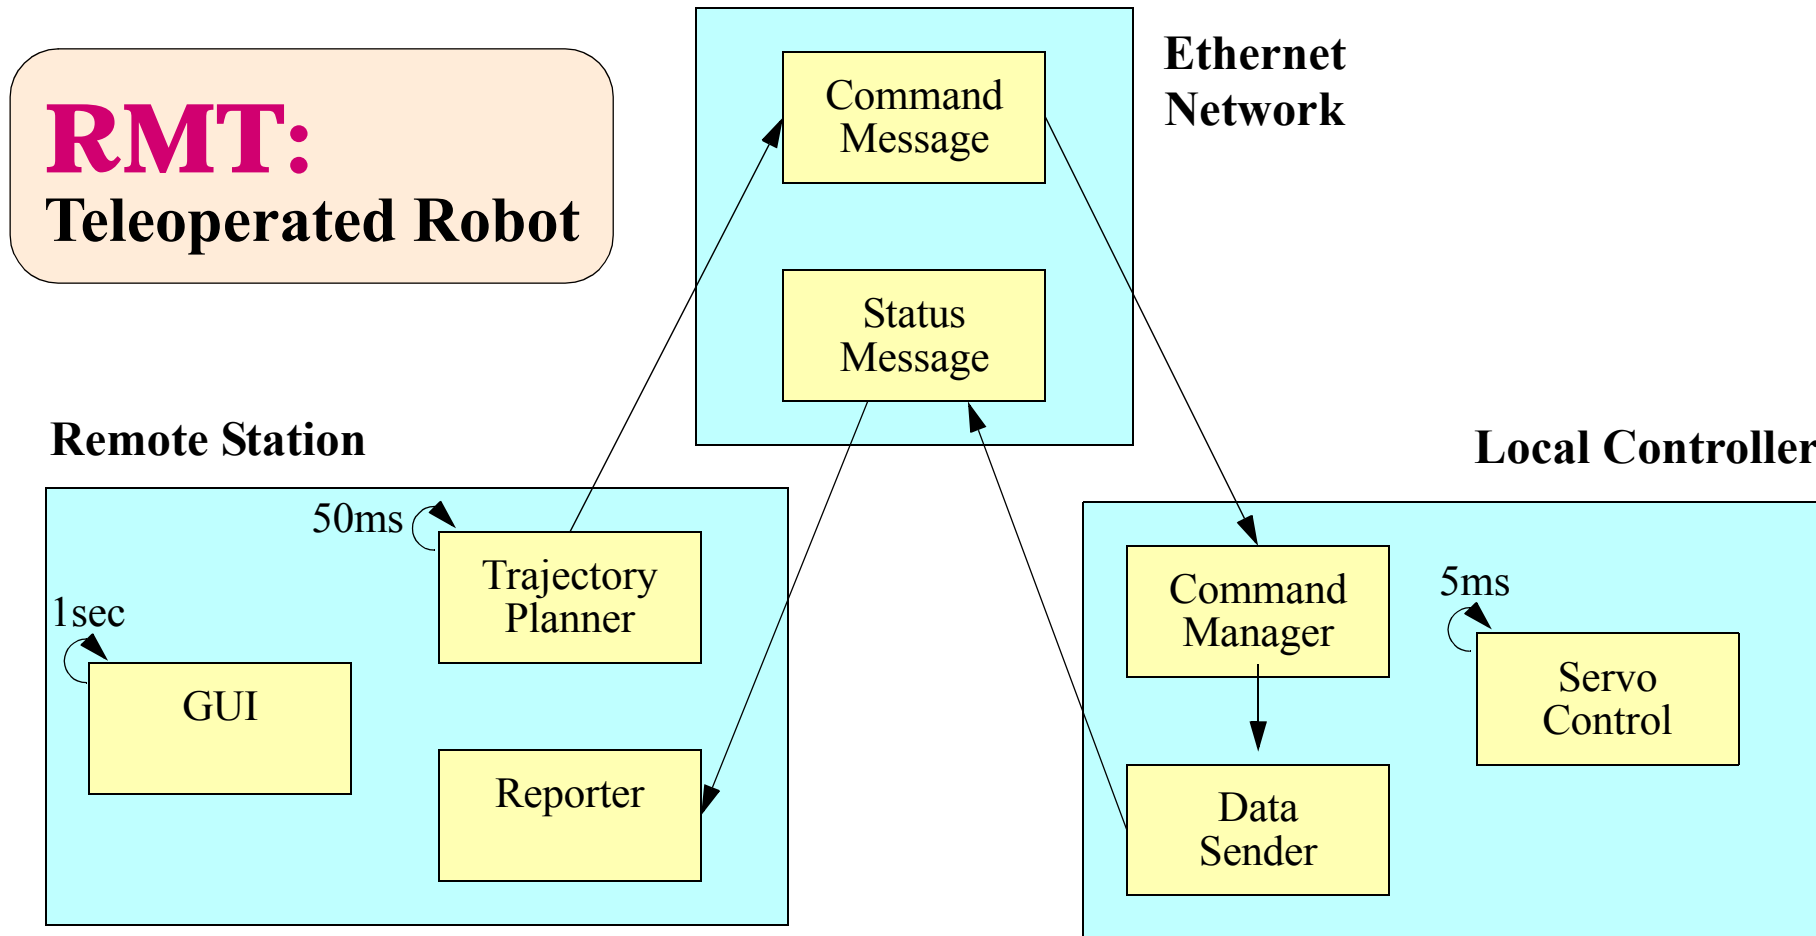 RMT:
Teleoperated Robot
Ethernet
Network
Command
Message
Status
Message
Remote Station
50ms
Trajectory
Planner
1sec
GUI
Reporter
Local Controller
Command
Manager
5ms
Servo
Control
Data
Sender